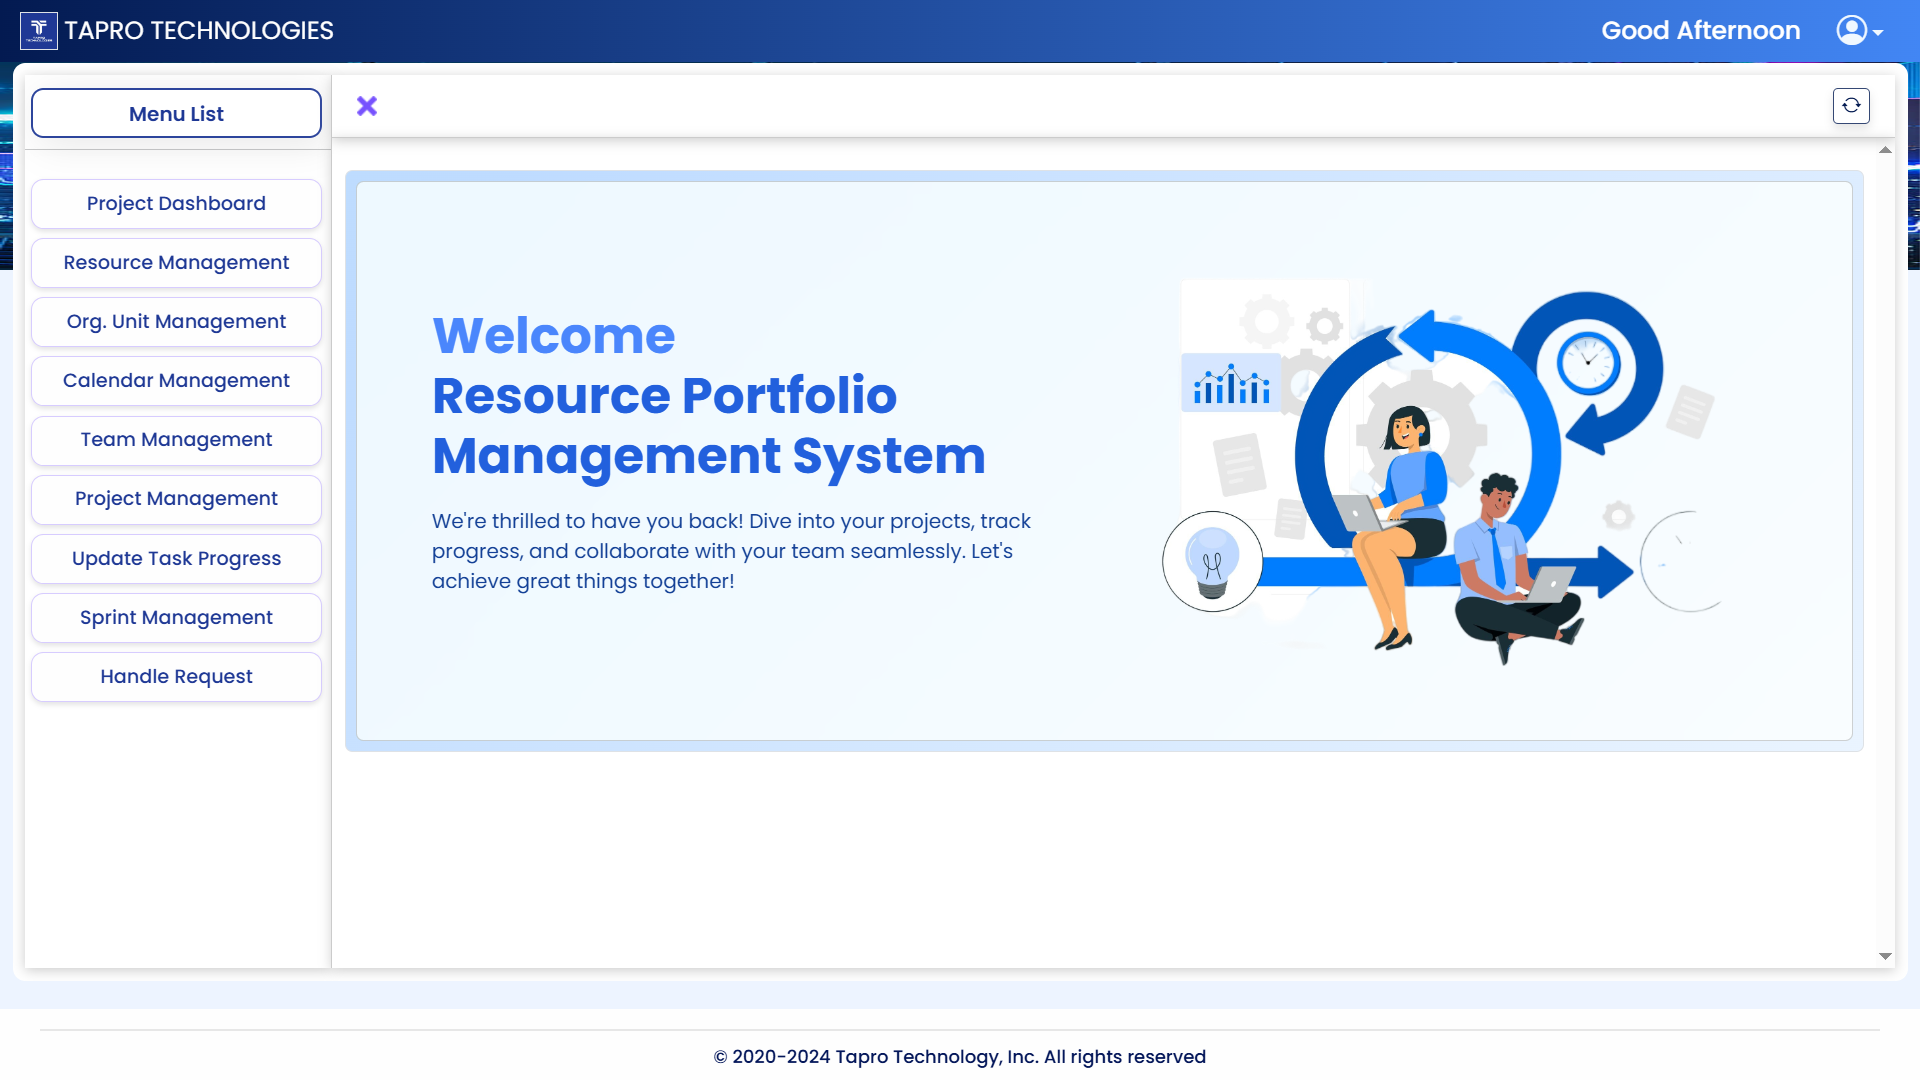 TAPRO TECHNOLOGIES
Good Afternoon
Menu List
Project Dashboard
Resource Management
Org. Unit Management
Calendar Management
Team Management
Project Management
Update Task Progress
Sprint Management
Handle Request
Welcome
Resource Portfolio
Management System
We're thrilled to have you back! Dive into your projects, track
progress, and collaborate with your team seamlessly. Let's
achieve great things together!
© 2020-2024 Tapro Technology, Inc. All rights reserved